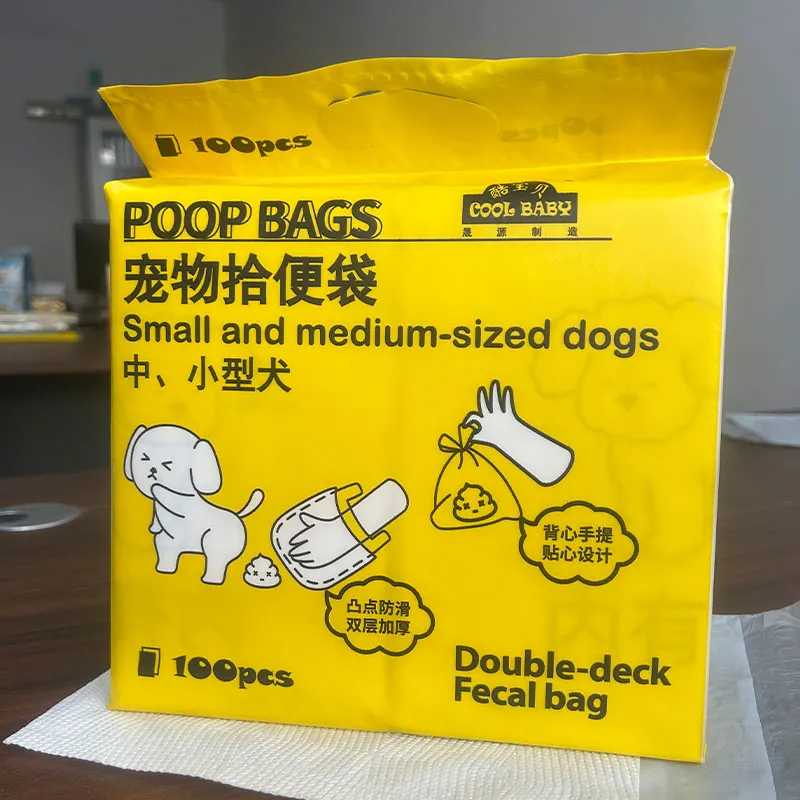 100pcs
POOP BAGS
酷宝贝
COOL BABY
晟源制造
宠物拾便袋
Small and medium-sized dogs
中、小型犬
背心手提
贴心设计
凸点防滑
双层加厚
100pcs
Double-deck
Fecal bag
内有